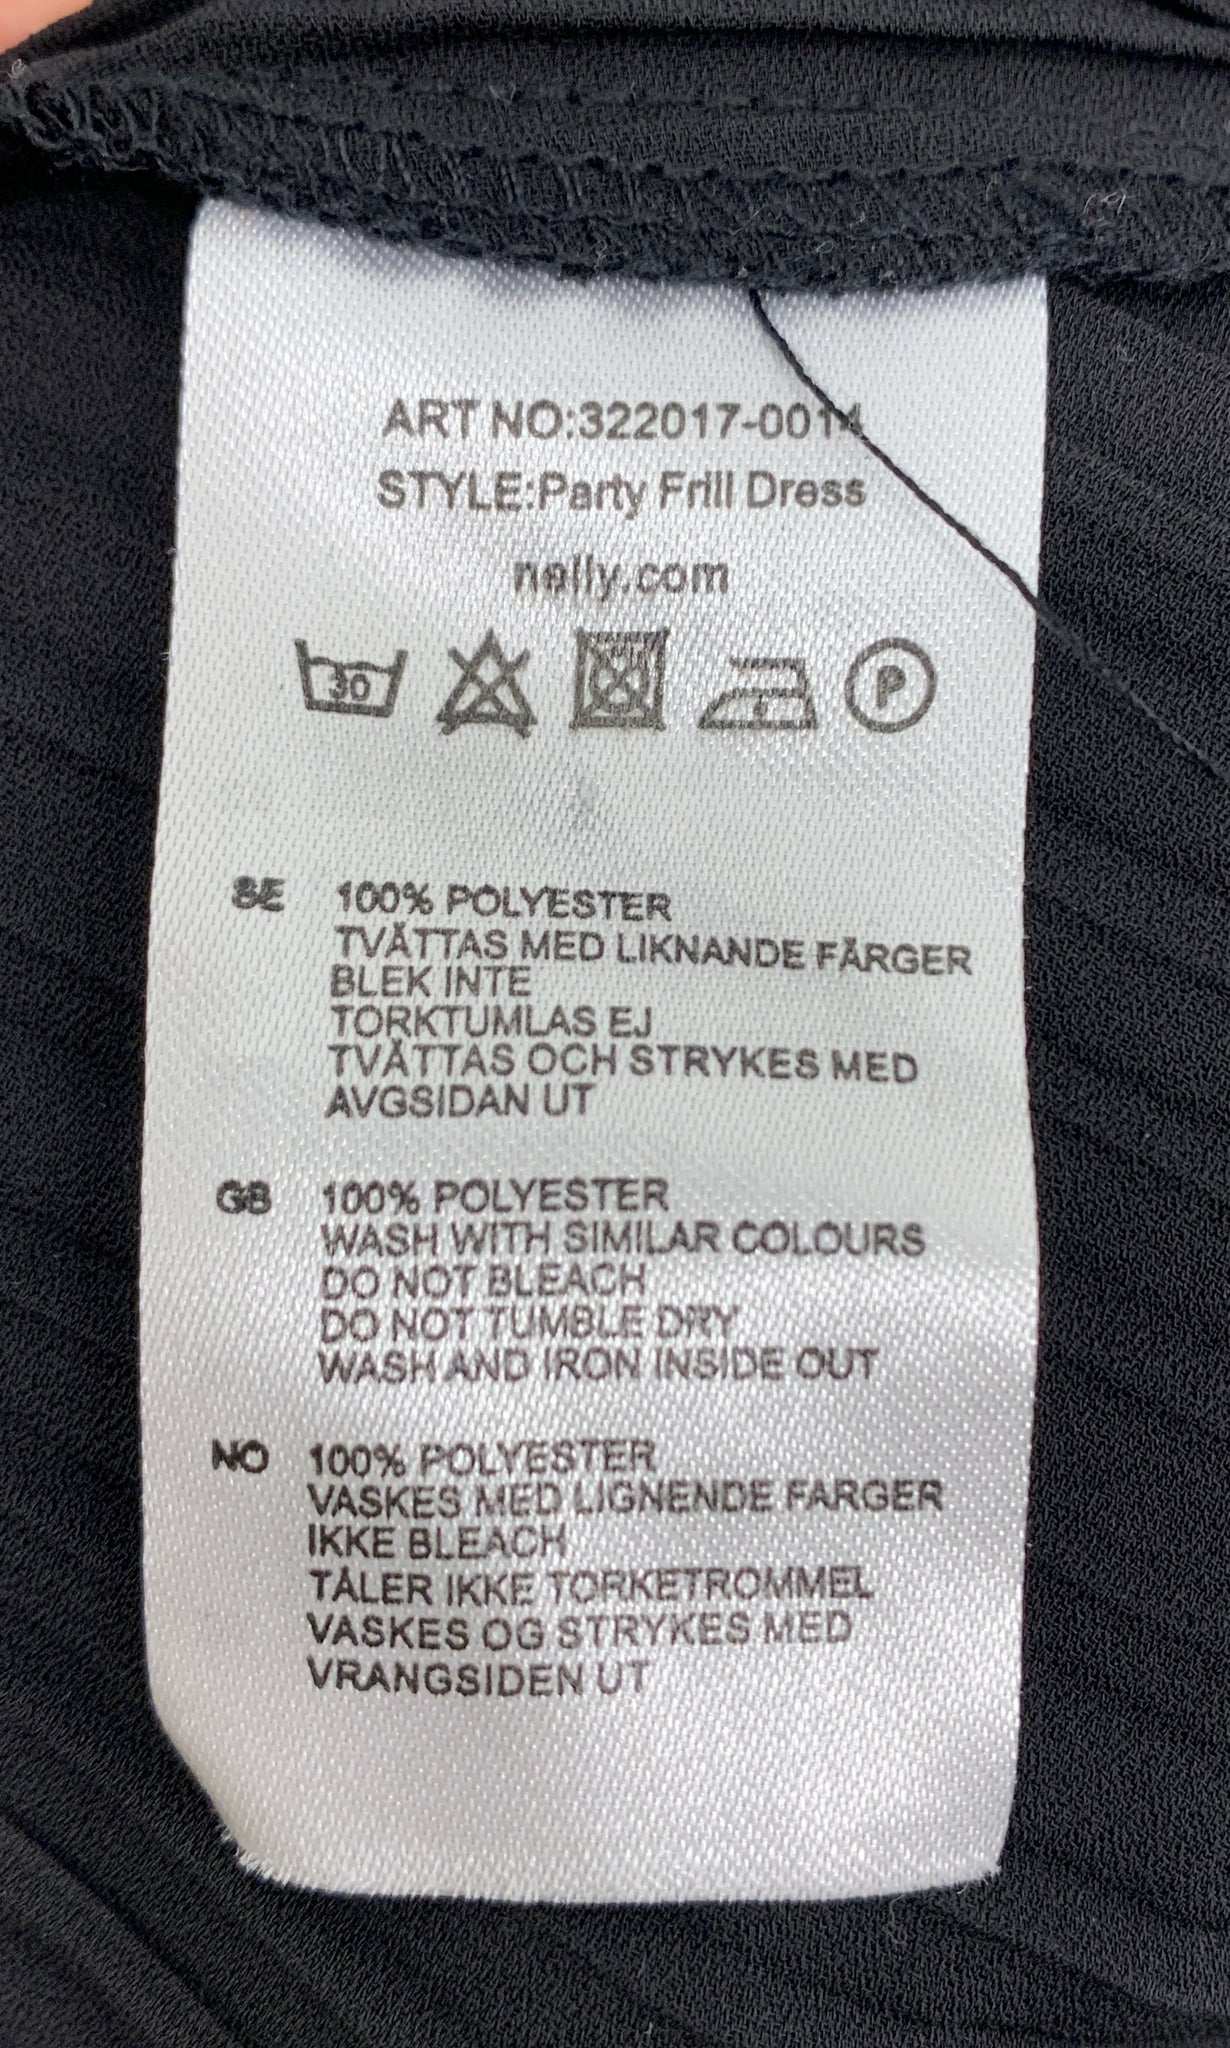 ART NO:322017-0014
STYLE:Party Frill Dress
nelly.com
30
P
SE 100% POLYESTER
TVÄTTAS MED LIKNANDE FÄRGER
BLEK INTE
TORKTUMLAS EJ
TVÄTTAS OCH STRYKES MED
AVGSIDAN UT
GB 100% POLYESTER
WASH WITH SIMILAR COLOURS
DO NOT BLEACH
DO NOT TUMBLE DRY
WASH AND IRON INSIDE OUT
NO 100% POLYESTER
VASKES MED LIGNENDE FARGER
IKKE BLEACH
TÅLER IKKE TORKETROMMEL
VASKES OG STRYKES MED
VRANGSIDEN UT